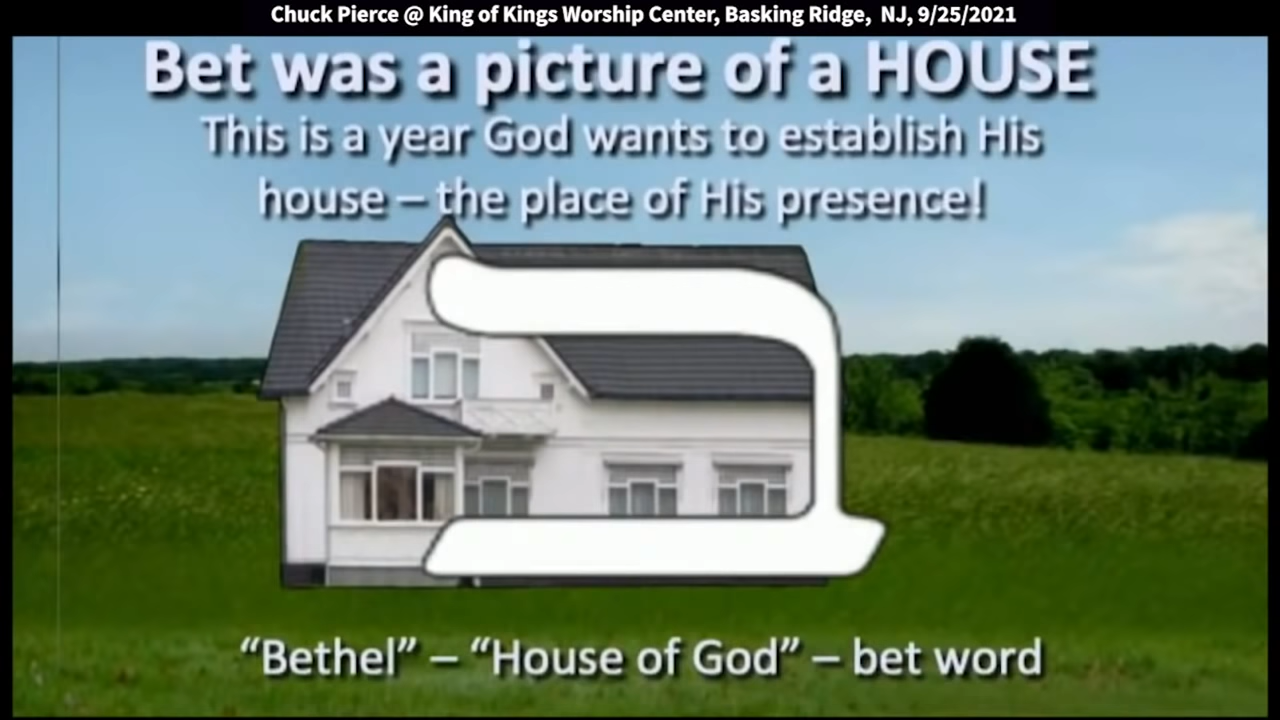 Chuck Pierce @ King of Kings Worship Center, Basking Ridge, NJ, 9/25/2021
Bet was a picture of a HOUSE
This is a year God wants to establish His
house – the place of His presence!
ב
“Bethel” – “House of God” – bet word